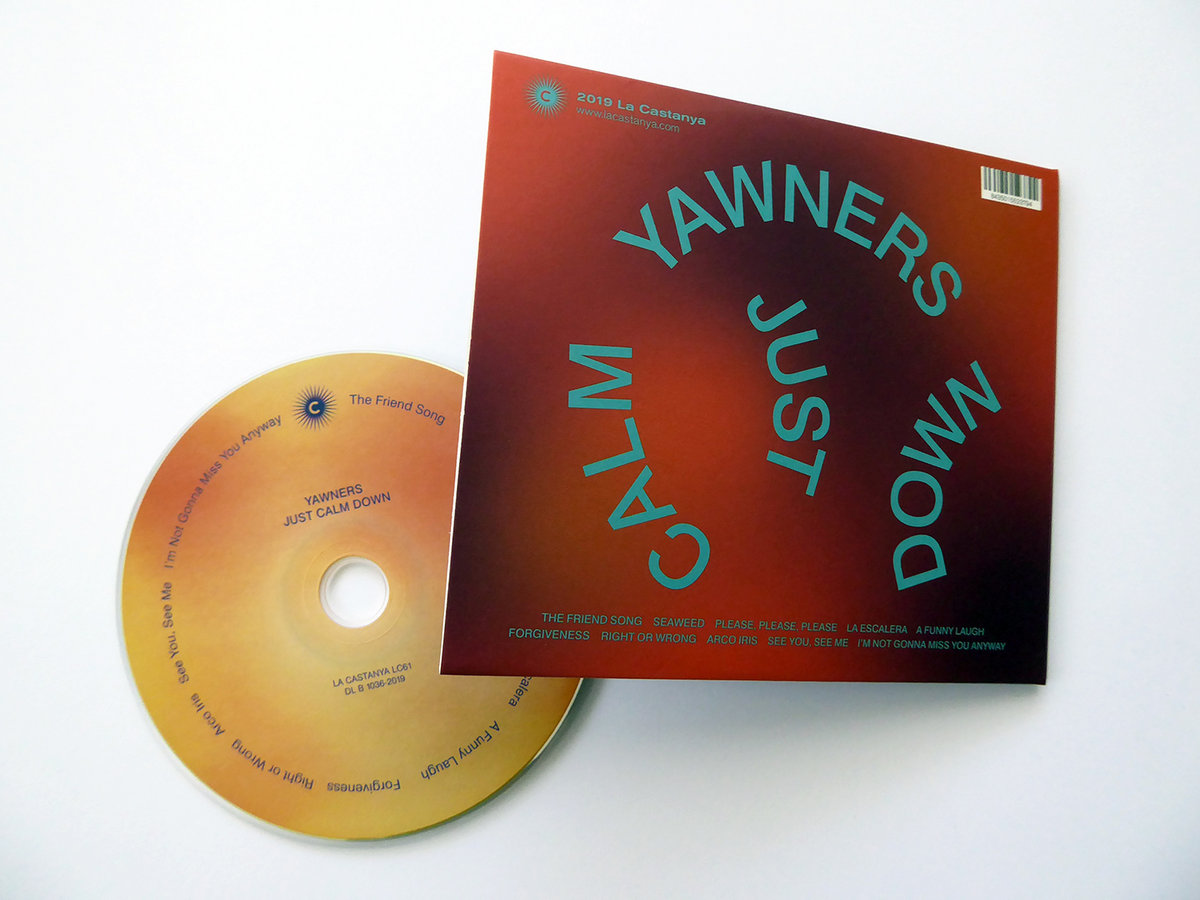 C
2019 La Castanya
www.lacastanya.com
YAWNERS
JUST
CALM
DOWN
THE FRIEND SONG SEAWEED PLEASE, PLEASE, PLEASE LA ESCALERA A FUNNY LAUGH
FORGIVENESS RIGHT OR WRONG ARCO IRIS SEE YOU, SEE ME I'M NOT GONNA MISS YOU ANYWAY
C
The Friend Song
A Funny Laugh
Forgiveness
Right or Wrong
Arco Iris
See You, See Me
I'm Not Gonna Miss You Anyway
YAWNERS
JUST CALM DOWN
LA CASTANYA LC61
DL B 1036-2019